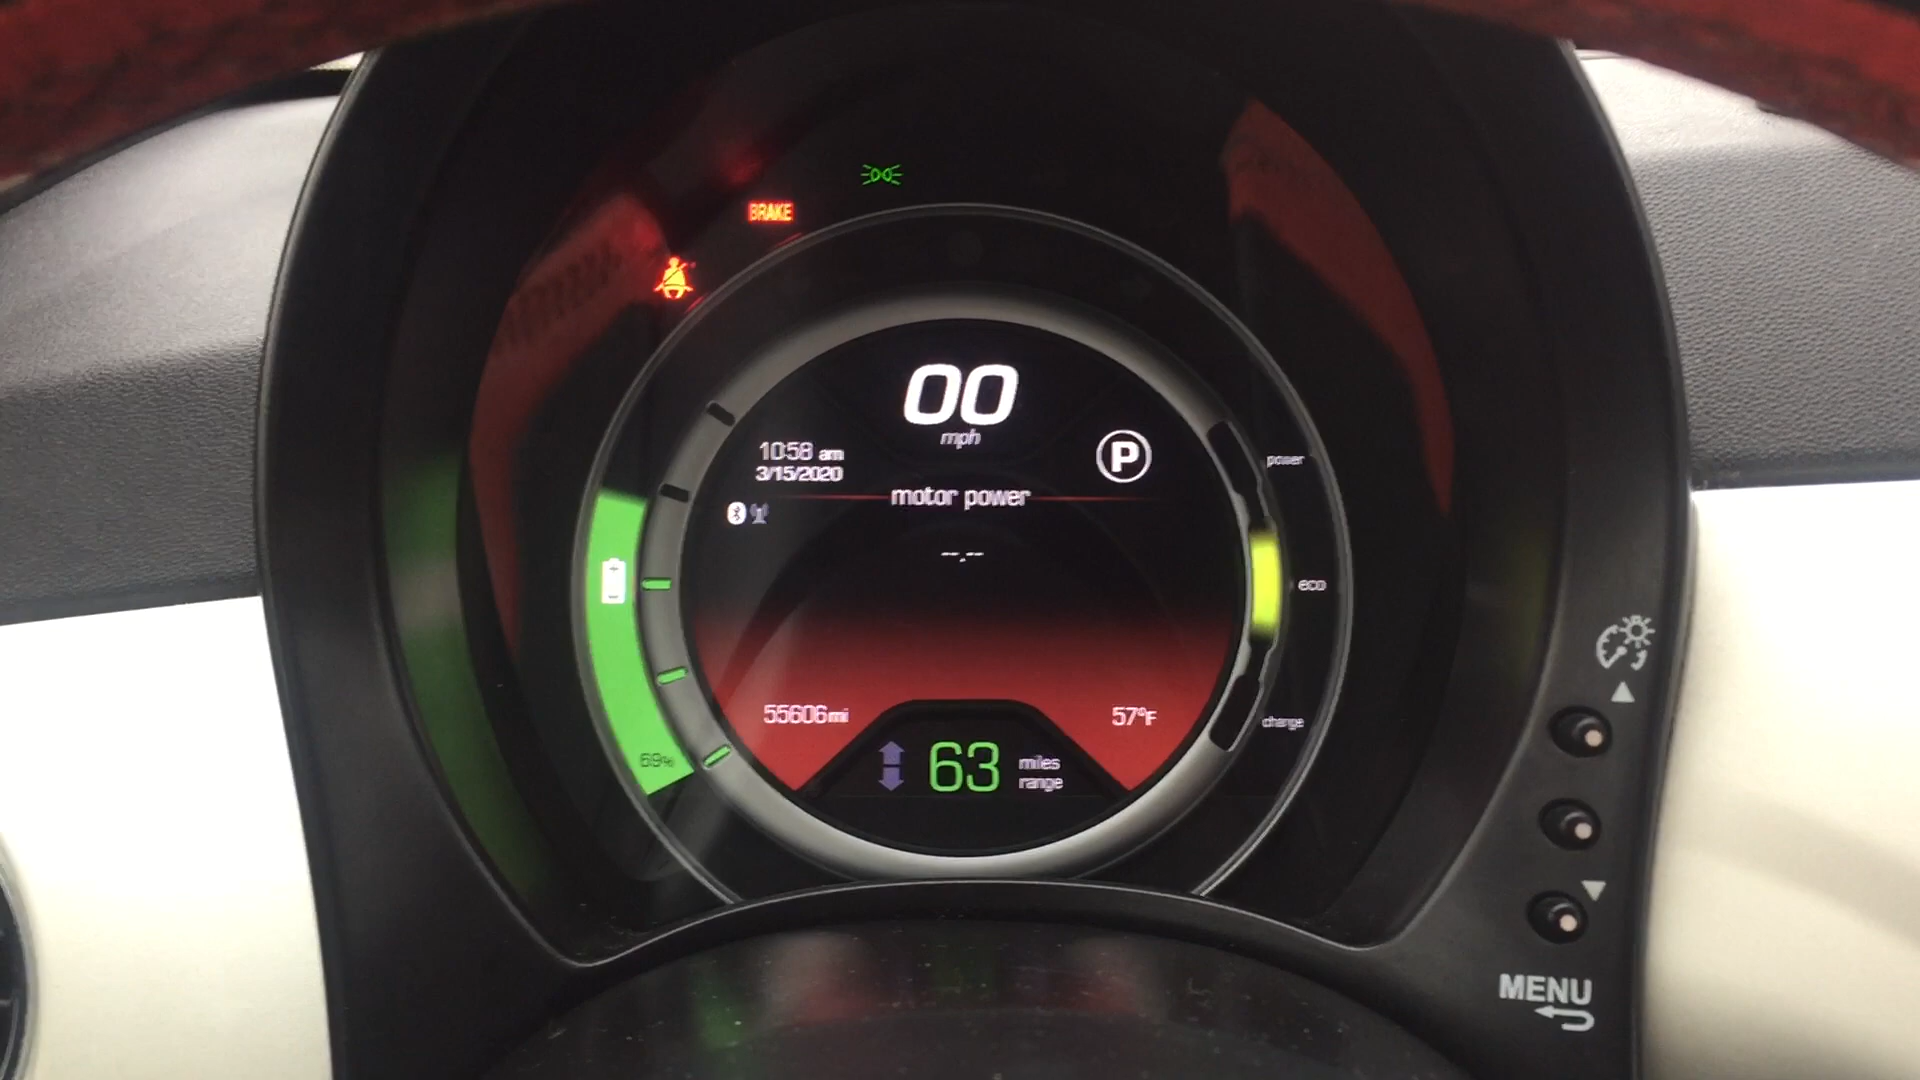 BRAKE
00
mph
10:58 am
3/15/2020
P
motor power
--.--
power
eco
charge
69%
55606mi
57°F
63 miles
range
MENU